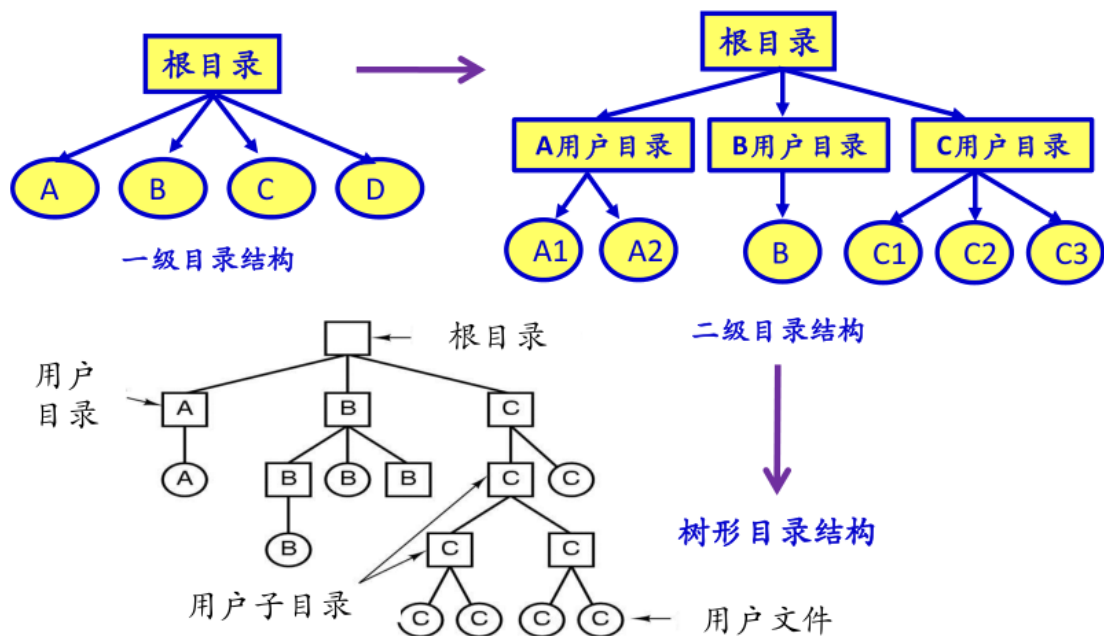 根目录
A B C D
一级目录结构
根目录
A用户目录 B用户目录 C用户目录
A1 A2 B C1 C2 C3
二级目录结构
根目录
用户
目录
A B C
A B B B C C
B C C
用户子目录
C C C C
用户文件
树形目录结构